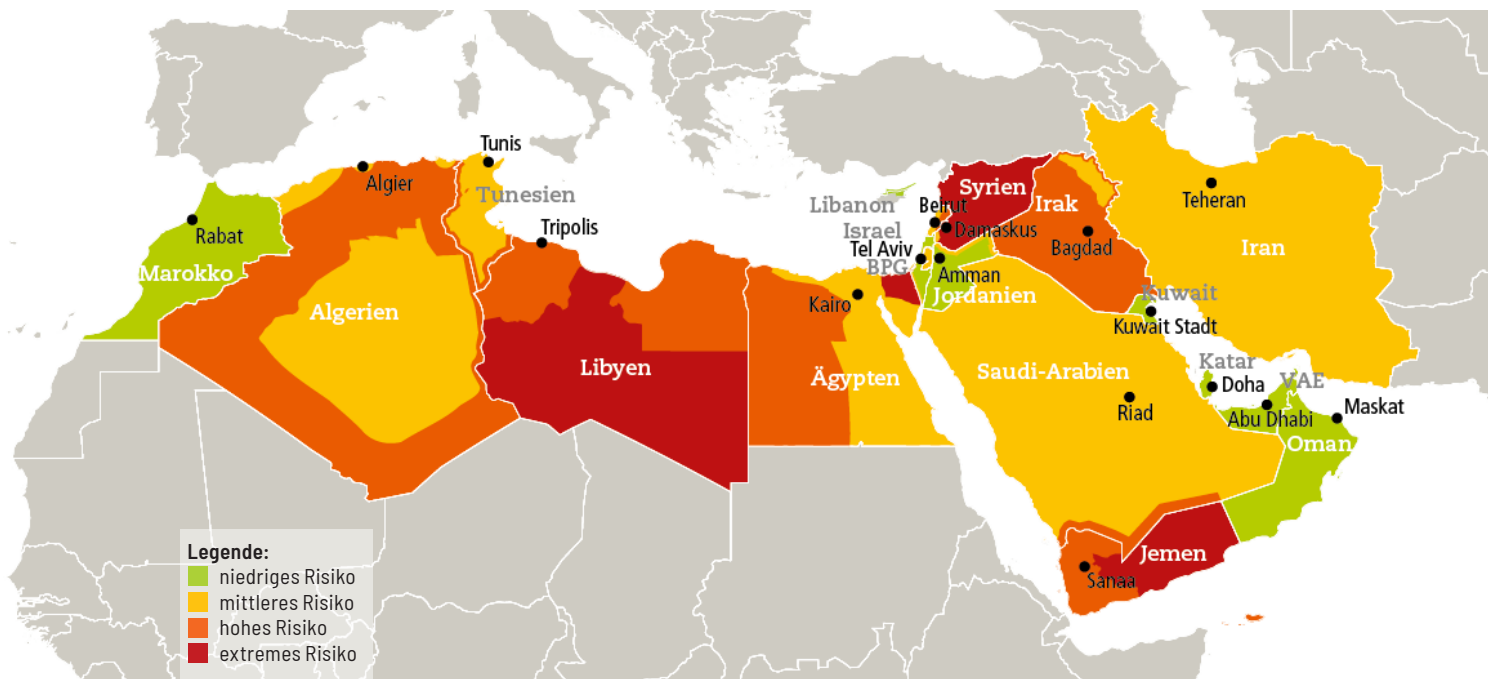 Tunis
Algier
Tunesien
Rabat
Tripolis
Marokko
Algerien
Libyen
Libanon
Beirut
Syrien
Israel
Damaskus
Tel Aviv
BPG
Amman
Jordanien
Kairo
Ägypten
Irak
Bagdad
Teheran
Iran
Kuwait
Kuwait Stadt
Saudi-Arabien
Riad
Katar
Doha
VAE
Abu Dhabi
Maskat
Oman
Jemen
Sanaa
Legende:
niedriges Risiko
mittleres Risiko
hohes Risiko
extremes Risiko